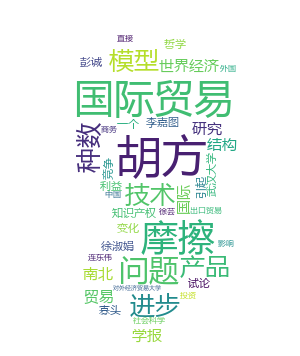 直接
哲学
彭诚
模型
世界经济
外国
国际贸易
商务
一个
李嘉图
研究
种数
胡方
结构
竞争
武汉大学
利益
技术
国际
引起
中国
知识产权
徐芸
出口贸易
变化
摩擦
徐淑娟
影响
连东伟
问题
产品
南北
试论
对外经济贸易大学
贸易
进步
投资
寡头
社会科学
学报